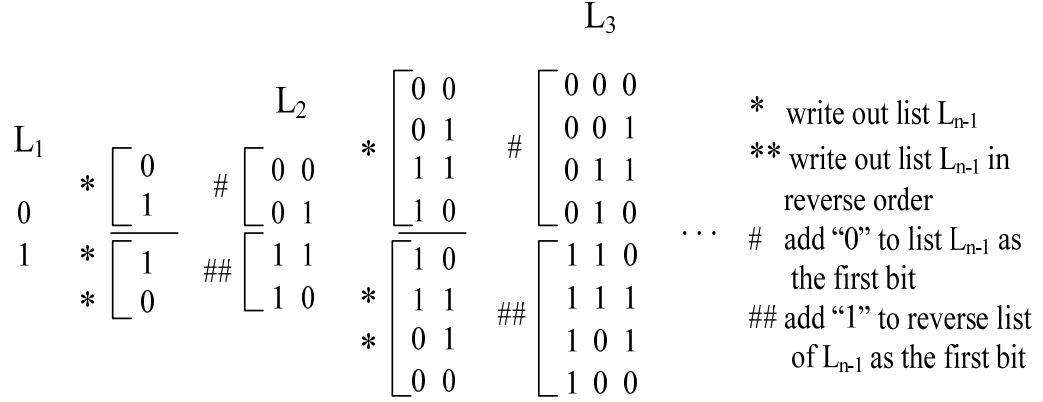 L₁
0
1
*
0
1
*
*
1
0
L₂
#
0 0
0 1
##
1 1
1 0
*
0 0
0 1
1 1
1 0
*
*
1 0
1 1
0 1
0 0
L₃
#
0 0 0
0 0 1
0 1 1
0 1 0
##
1 1 0
1 1 1
1 0 1
1 0 0
. . .
* write out list Lₙ₋₁
** write out list Lₙ₋₁ in
reverse order
# add “0” to list Lₙ₋₁ as
the first bit
## add “1” to reverse list
of Lₙ₋₁ as the first bit